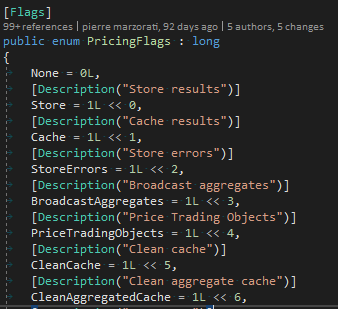 [Flags]
99+ references | pierre marzorati, 92 days ago | 5 authors, 5 changes
public enum PricingFlags : long
{
None = 0L,
[Description("Store results")]
Store = 1L << 0,
[Description("Cache results")]
Cache = 1L << 1,
[Description("Store errors")]
StoreErrors = 1L << 2,
[Description("Broadcast aggregates")]
BroadcastAggregates = 1L << 3,
[Description("Price Trading Objects")]
PriceTradingObjects = 1L << 4,
[Description("Clean cache")]
CleanCache = 1L << 5,
[Description("Clean aggregate cache")]
CleanAggregatedCache = 1L << 6,